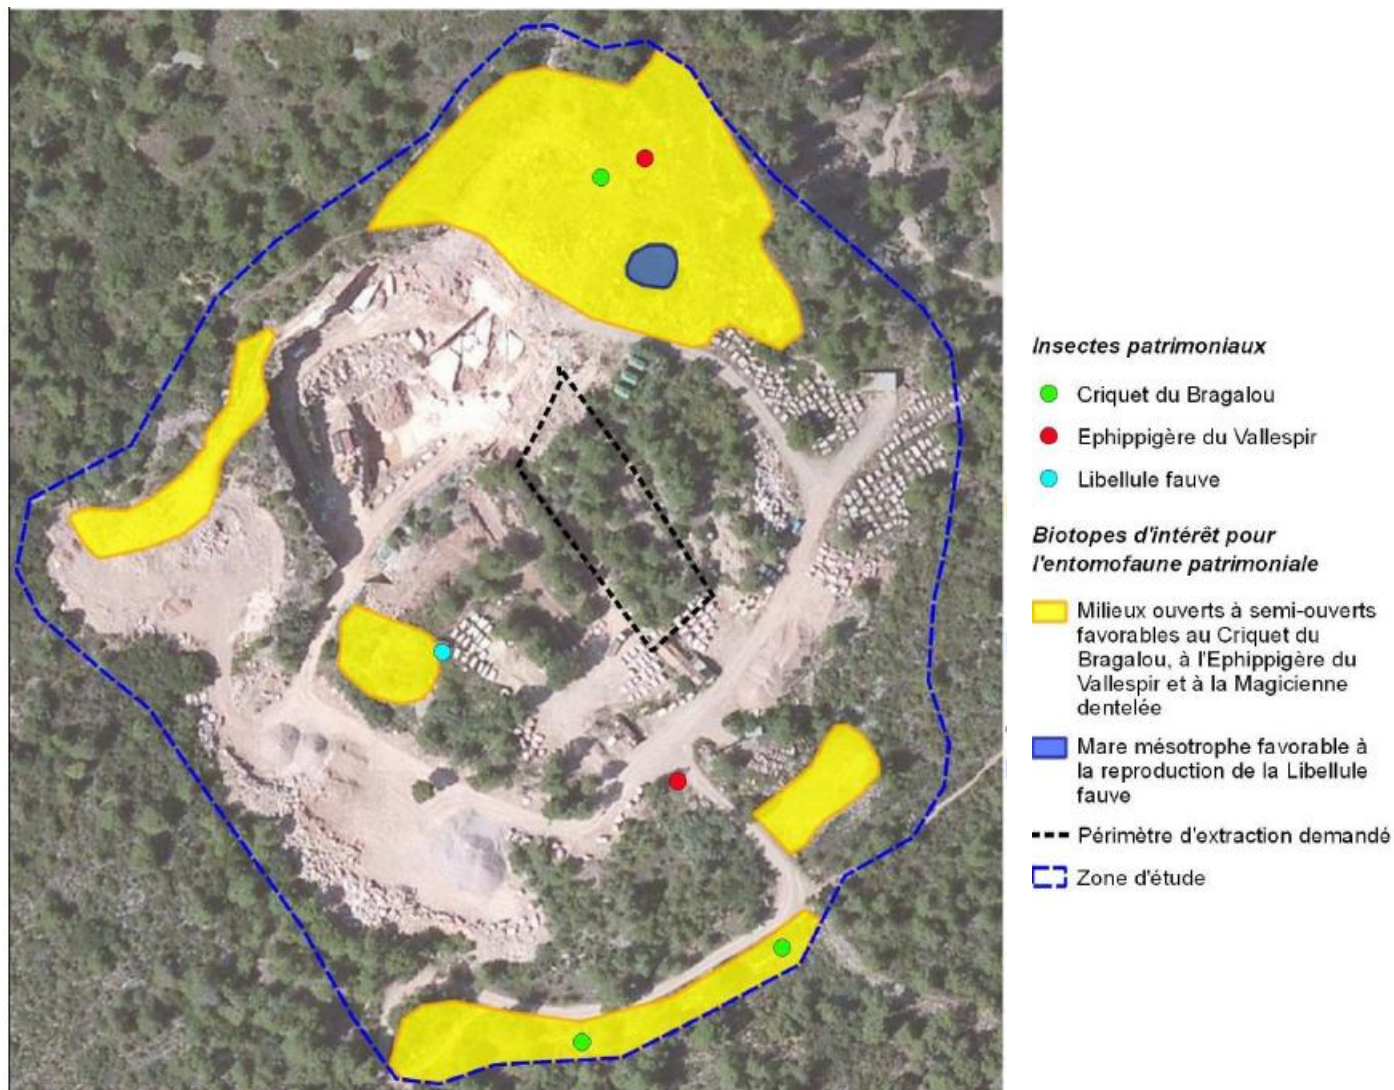 Insectes patrimoniaux
Criquet du Bragalou
Ephippigère du Vallespir
Libellule fauve
Biotopes d'intérêt pour
l'entomofaune patrimoniale
Milieux ouverts à semi-ouverts
favorables au Criquet du
Bragalou, à l'Ephippigère du
Vallespir et à la Magicienne
dentelée
Mare mésotrophe favorable à
la reproduction de la Libellule
fauve
Périmètre d'extraction demandé
Zone d'étude